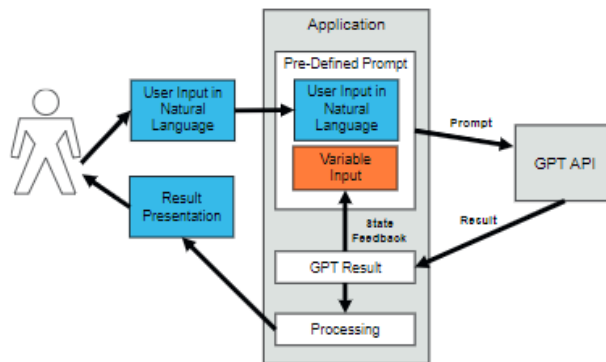 Application
Pre-Defined Prompt
User Input in
Natural
Language
User Input in
Natural
Language
Variable
Input
Prompt
GPT API
Result
Presentation
State
Feedback
Result
GPT Result
Processing